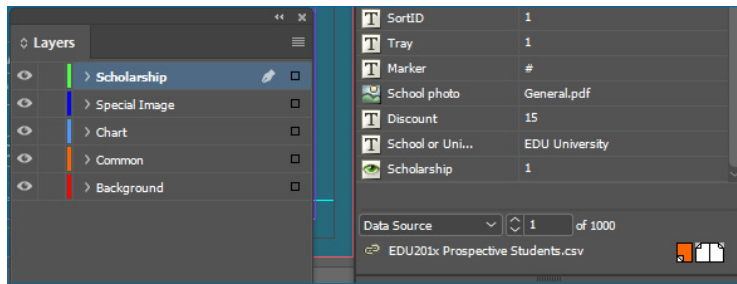 Layers
Scholarship
Special Image
Chart
Common
Background
T SortID 1
T Tray 1
T Marker #
School photo General.pdf
T Discount 15
T School or Uni... EDU University
Scholarship 1
Data Source 1 of 1000
EDU201x Prospective Students.csv